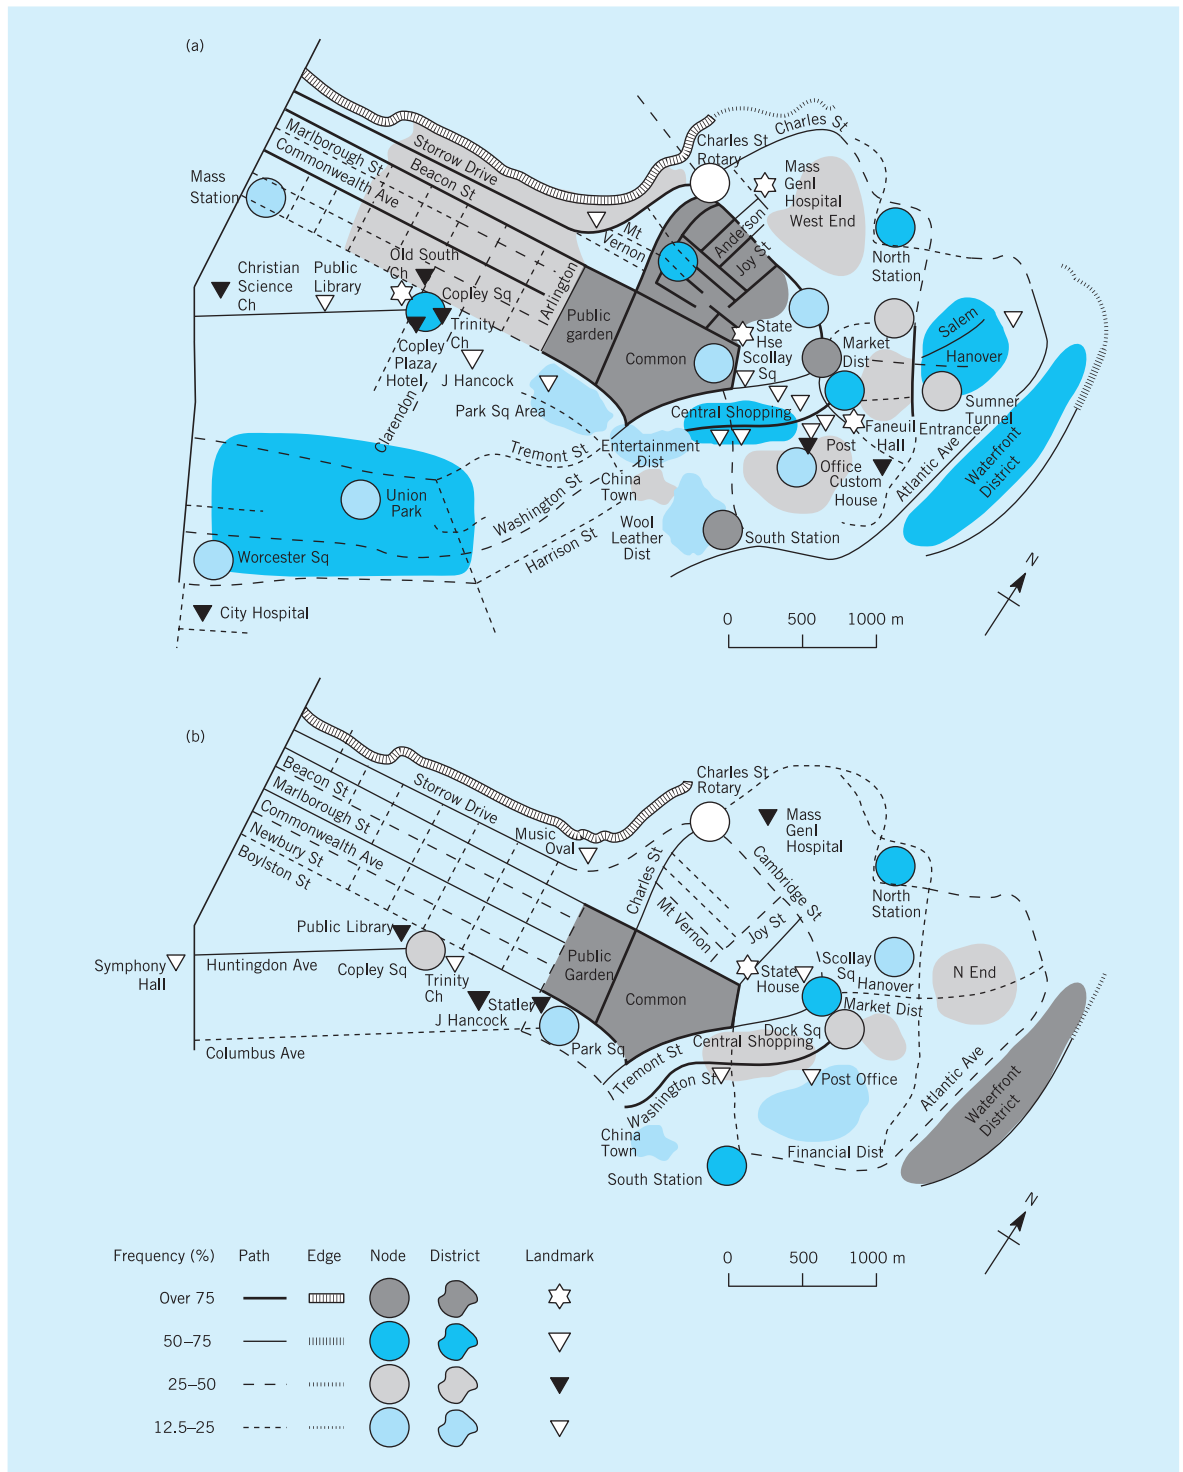 (a)
Charles St
Storrow Drive
Beacon St
Marlborough St
Commonwealth Ave
Charles St
Rotary
Mass
Station
Mass
Genl
Hospital
West End
Mt
Vernon
Anderson
Joy St
North
Station
Christian
Science
Ch
Public
Library
Old South
Ch
Copley Sq
Trinity
Ch
Copley
Plaza
Hotel
J Hancock
Clarendon
Arlington
Public
garden
Common
State
Hse
Scollay
Sq
Market
Dist
Salem
Hanover
Sumner
Tunnel
Entrance
Park Sq Area
Central Shopping
Faneuil
Hall
Entertainment
Dist
Post
Office
Custom
House
Atlantic Ave
Waterfront
District
Tremont St
China
Town
Washington St
Harrison St
Wool
Leather
Dist
South Station
Union
Park
Worcester Sq
City Hospital
N
0 500 1000 m
(b)
Charles St
Rotary
Storrow Drive
Beacon St
Marlborough St
Commonwealth Ave
Newbury St
Boylston St
Music
Oval
Mass
Genl
Hospital
Charles St
Cambridge St
Mt Vernon
Joy St
North
Station
Public Library
Symphony
Hall
Huntingdon Ave
Copley Sq
Trinity
Ch
J Hancock
Statler
Public
Garden
Common
State
House
Scollay
Sq
Hanover
N End
Market Dist
Dock Sq
Central Shopping
Park Sq
Columbus Ave
Tremont St
Washington St
Post Office
Atlantic Ave
Waterfront
District
China
Town
Financial Dist
South Station
N
0 500 1000 m
Frequency (%) Path Edge Node District Landmark
Over 75
50–75
25–50
12.5–25